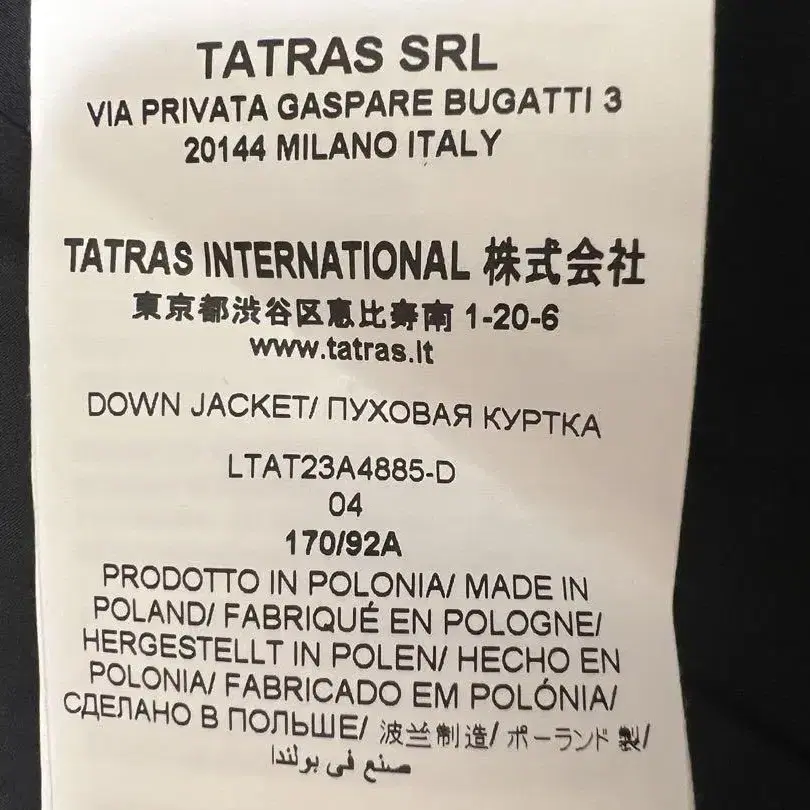 TATRAS SRL
VIA PRIVATA GASPARE BUGATTI 3
20144 MILANO ITALY
TATRAS INTERNATIONAL 株式会社
東京都渋谷区恵比寿南 1-20-6
www.tatras.it
DOWN JACKET/ ПУХОВАЯ КУРТКА
LTAT23A4885-D
04
170/92A
PRODOTTO IN POLONIA/ MADE IN
POLAND/ FABRIQUÉ EN POLOGNE/
HERGESTELLT IN POLEN/ HECHO EN
POLONIA/ FABRICADO EM POLÓNIA/
СДЕЛАНО В ПОЛЬШЕ/ 波兰制造/ ポーランド 製/
صنع في بولندا